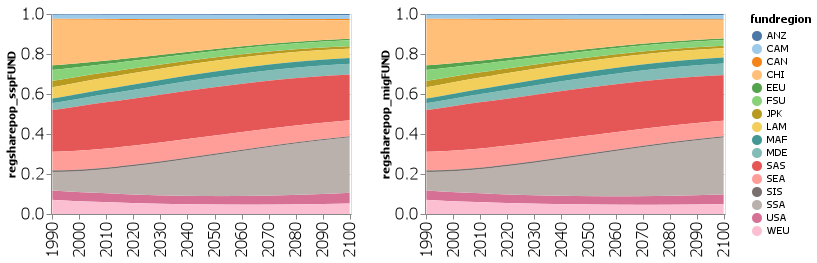 regsharepop_sspFUND
1.0
0.8
0.6
0.4
0.2
0.0
1990 2000 2010 2020 2030 2040 2050 2060 2070 2080 2090 2100
regsharepop_migFUND
1.0
0.8
0.6
0.4
0.2
0.0
1990 2000 2010 2020 2030 2040 2050 2060 2070 2080 2090 2100
fundregion
ANZ
CAM
CAN
CHI
EEU
FSU
JPK
LAM
MAF
MDE
SAS
SEA
SIS
SSA
USA
WEU